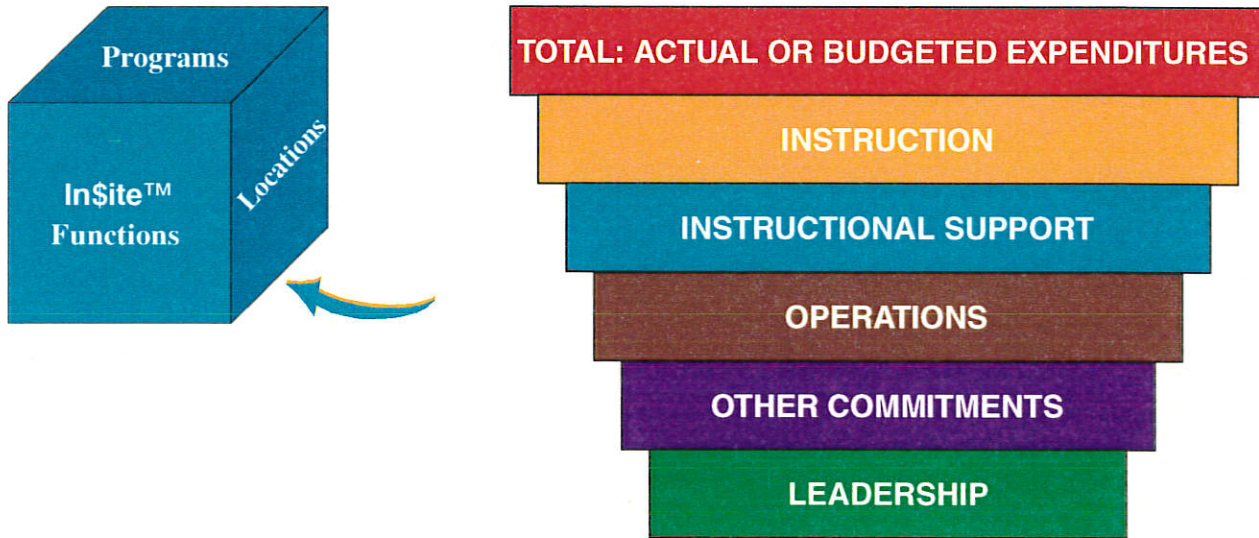 Programs
In$ite™
Functions
Locations
TOTAL: ACTUAL OR BUDGETED EXPENDITURES
INSTRUCTION
INSTRUCTIONAL SUPPORT
OPERATIONS
OTHER COMMITMENTS
LEADERSHIP